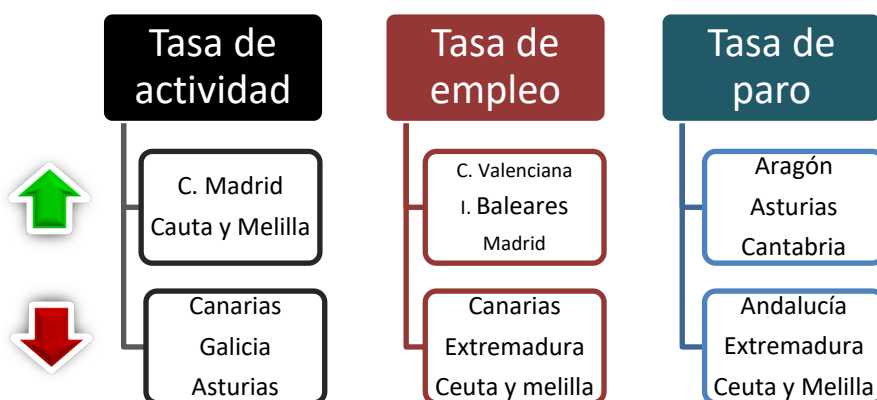 Tasa de
actividad
C. Madrid
Cauta y Melilla
Canarias
Galicia
Asturias
Tasa de
empleo
C. Valenciana
I. Baleares
Madrid
Canarias
Extremadura
Ceuta y melilla
Tasa de
paro
Aragón
Asturias
Cantabria
Andalucía
Extremadura
Ceuta y Melilla